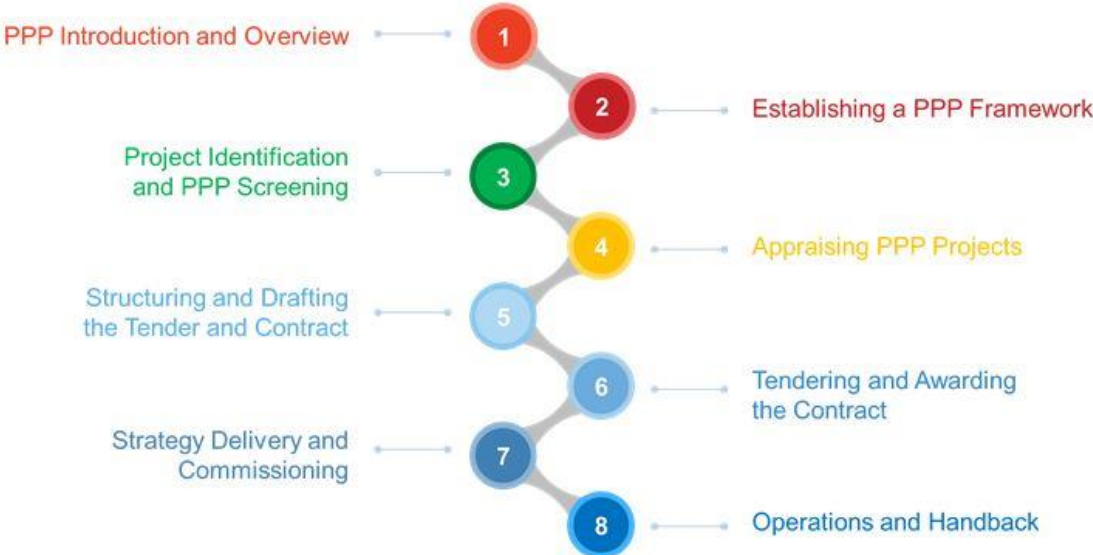 PPP Introduction and Overview
1
2
Establishing a PPP Framework
Project Identification
and PPP Screening
3
4
Appraising PPP Projects
Structuring and Drafting
the Tender and Contract
5
6
Tendering and Awarding
the Contract
Strategy Delivery and
Commissioning
7
8
Operations and Handback